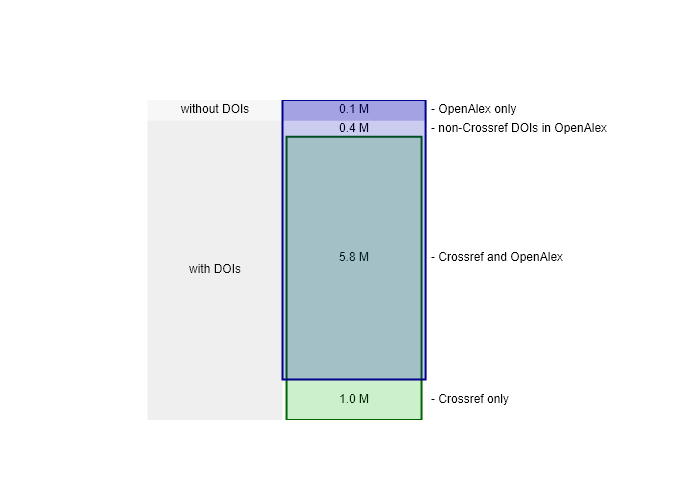 without DOIs 0.1 M - OpenAlex only
0.4 M - non-Crossref DOIs in OpenAlex
5.8 M - Crossref and OpenAlex
with DOIs
1.0 M - Crossref only